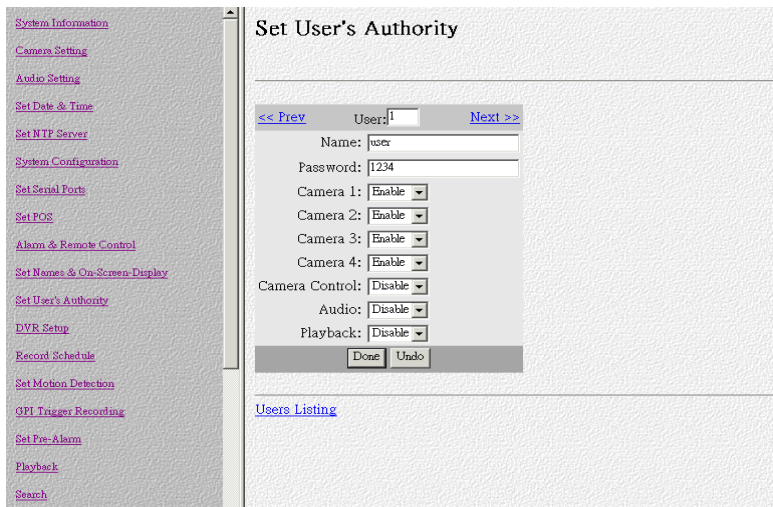 System Information
Camera Setting
Audio Setting
Set Date & Time
Set NTP Server
System Configuration
Set Serial Ports
Set POS
Alarm & Remote Control
Set Names & On-Screen-Display
Set User's Authority
DVR Setup
Record Schedule
Set Motion Detection
GPI Trigger Recording
Set Pre-Alarm
Playback
Search
Set User's Authority
<< Prev User: 1 Next >>
Name: user
Password: 1234
Camera 1: Enable
Camera 2: Enable
Camera 3: Enable
Camera 4: Enable
Camera Control: Disable
Audio: Disable
Playback: Disable
Done Undo
Users Listing